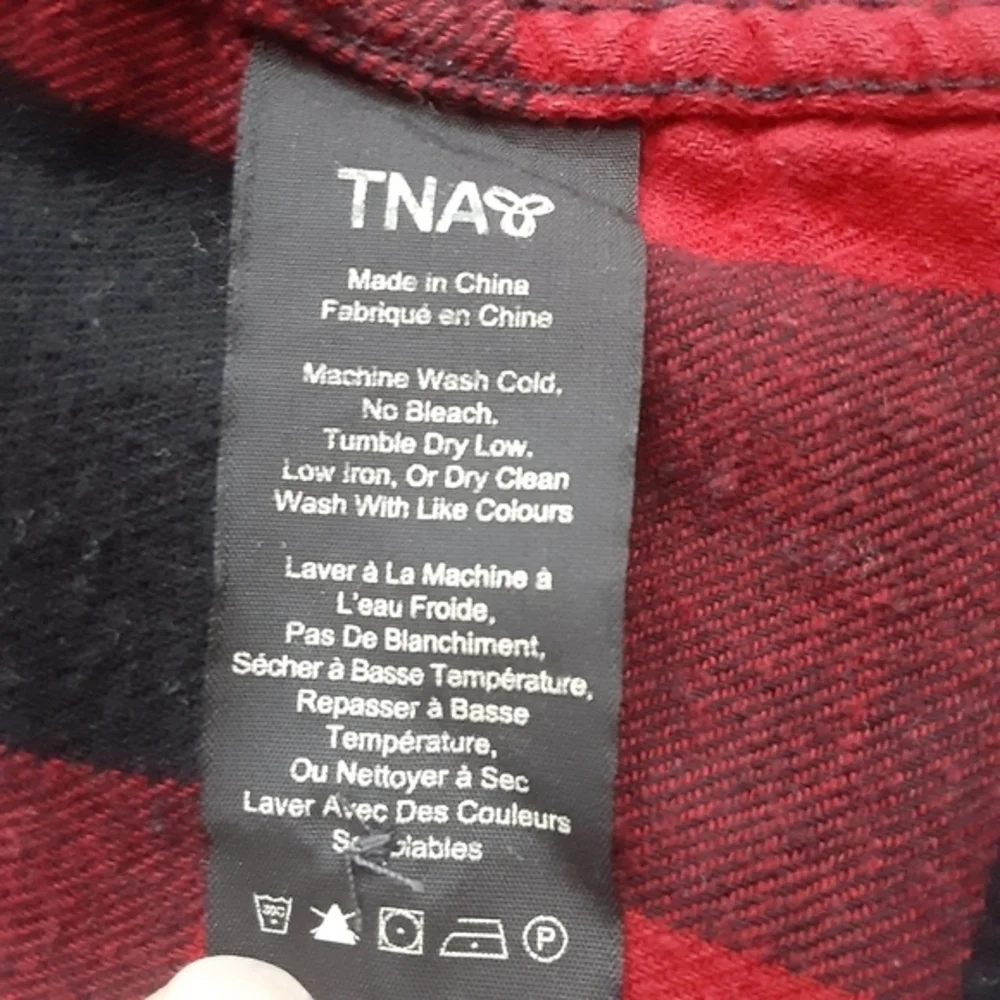 TNA
Made in China
Fabriqué en Chine
Machine Wash Cold,
No Bleach,
Tumble Dry Low,
Low Iron, Or Dry Clean
Wash With Like Colours
Laver à La Machine à
L'eau Froide,
Pas De Blanchiment,
Sécher à Basse Température,
Repasser à Basse
Température,
Ou Nettoyer à Sec
Laver Avec Des Couleurs
30C P